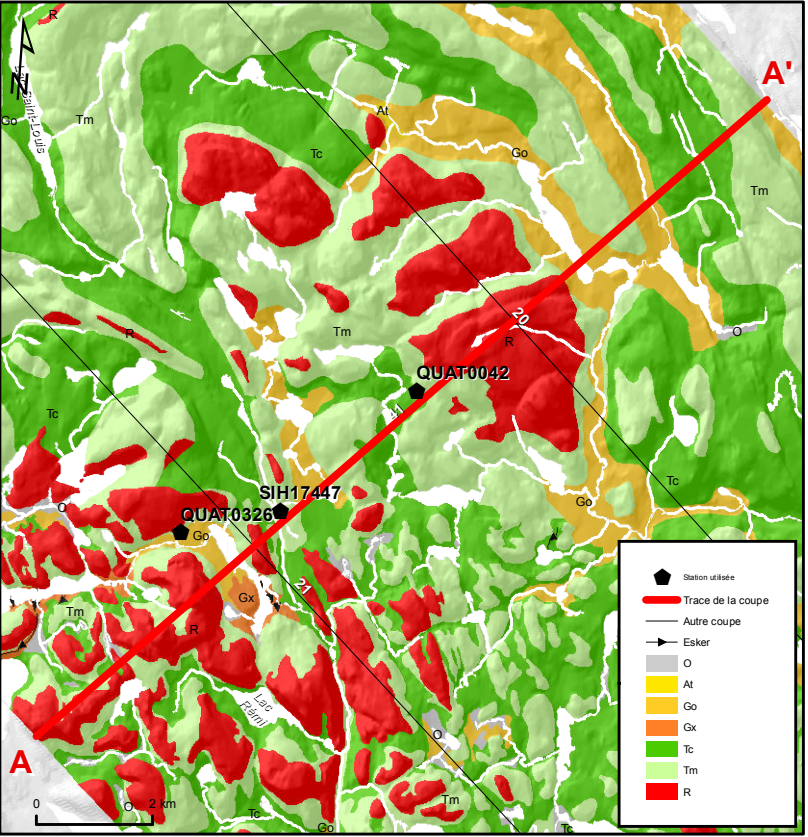 R
A'
N
Lac Saint-Louis
Tm
Go
At
Tc
Go
Tm
20
R
O
Tm
R
QUAT0042
Tc
Tc
SIH17447
QUAT0326
O
Go
Go
21
Gx
Tm
R
Lac
Rémi
O
A
0
2 km
O
Tc
Tm
Go
Tc
Station utilisée
Trace de la coupe
Autre coupe
Esker
O
At
Go
Gx
Tc
Tm
R